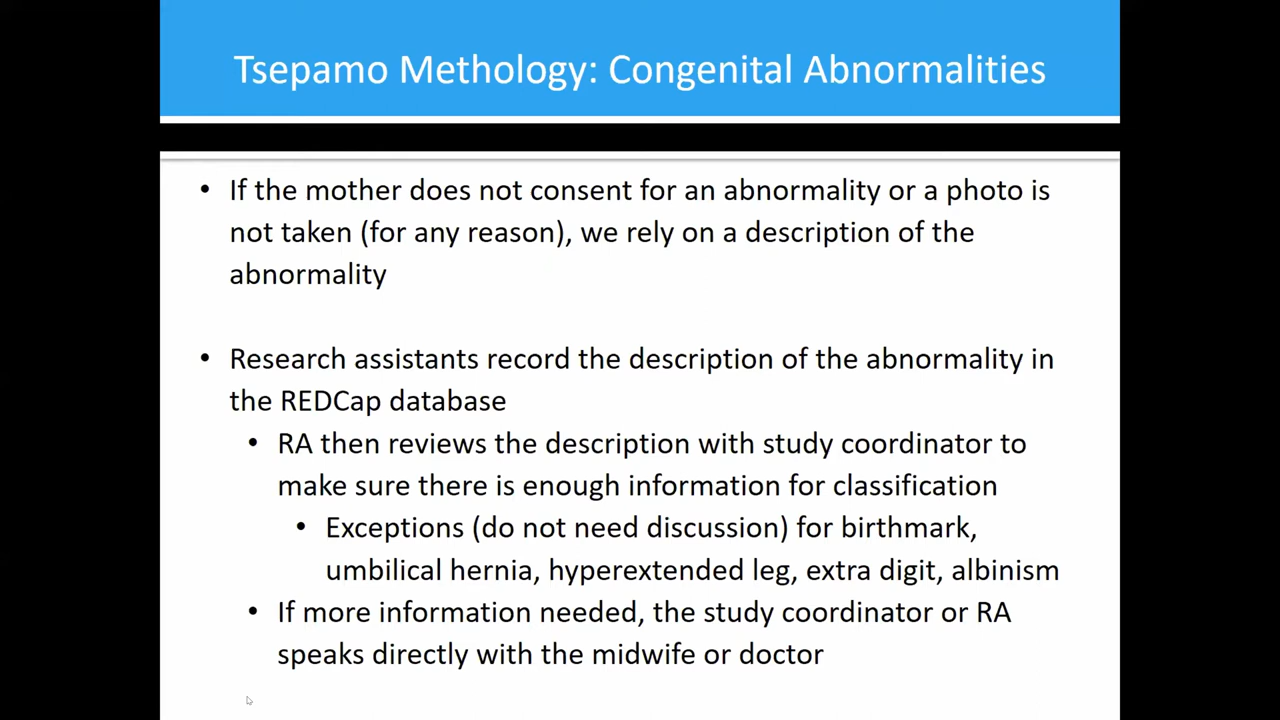 Tsepamo Methology: Congenital Abnormalities
• If the mother does not consent for an abnormality or a photo is
not taken (for any reason), we rely on a description of the
abnormality
• Research assistants record the description of the abnormality in
the REDCap database
• RA then reviews the description with study coordinator to
make sure there is enough information for classification
• Exceptions (do not need discussion) for birthmark,
umbilical hernia, hyperextended leg, extra digit, albinism
• If more information needed, the study coordinator or RA
speaks directly with the midwife or doctor